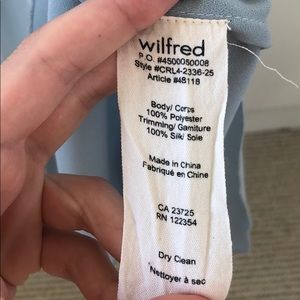 wilfred
P.O. #4500050008
Style #CRL4-2336-25
Article #48118
Body/ Corps
100% Polyester
Trimming/ Garniture
100% Silk/ Soie
Made in China
Fabriqué en Chine
CA 23725
RN 122354
Dry Clean
Nettoyer à sec